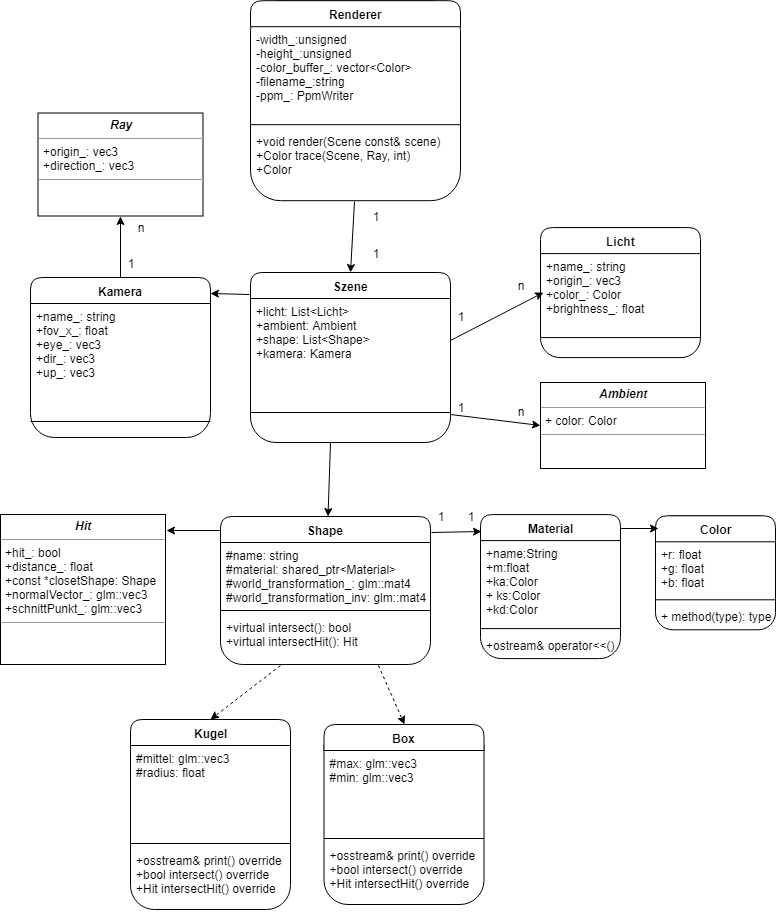 Renderer
-width_:unsigned
-height_:unsigned
-color_buffer_: vector<Color>
-filename_:string
-ppm_: PpmWriter
+void render(Scene const& scene)
+Color trace(Scene, Ray, int)
+Color
Ray
+origin_: vec3
+direction_: vec3
n
1
1
1
Kamera
+name_: string
+fov_x_: float
+eye_: vec3
+dir_: vec3
+up_: vec3
Szene
+licht: List<Licht>
+ambient: Ambient
+shape: List<Shape>
+kamera: Kamera
n
1
Licht
+name_: string
+origin_: vec3
+color_: Color
+brightness_: float
1
n
Ambient
+ color: Color
Hit
+hit_: bool
+distance_: float
+const *closetShape: Shape
+normalVector_: glm::vec3
+schnittPunkt_: glm::vec3
Shape
#name: string
#material: shared_ptr<Material>
#world_transformation_: glm::mat4
#world_transformation_inv: glm::mat4
+virtual intersect(): bool
+virtual intersectHit(): Hit
1
1
Material
+name:String
+m:float
+ka:Color
+ ks:Color
+kd:Color
+ostream& operator<<()
Color
+r: float
+g: float
+b: float
+ method(type): type
Kugel
#mittel: glm::vec3
#radius: float
+osstream& print() override
+bool intersect() override
+Hit intersectHit() override
Box
#max: glm::vec3
#min: glm::vec3
+osstream& print() override
+bool intersect() override
+Hit intersectHit() override